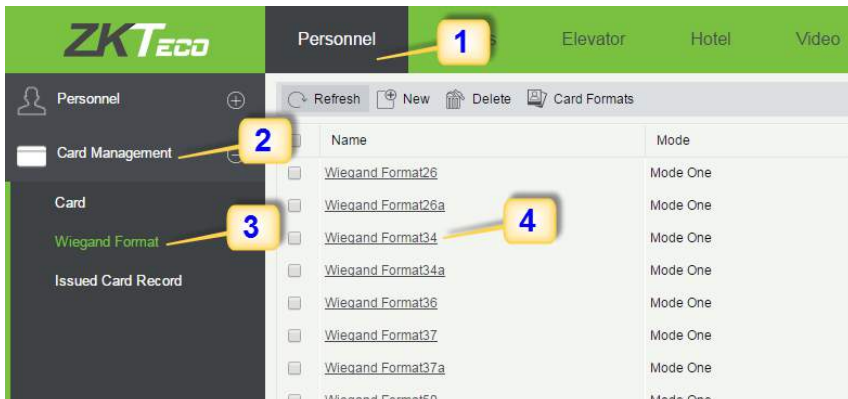 ZKTECO
Personnel 1 s Elevator Hotel Video
Personnel
Refresh New Delete Card Formats
Card Management 2
Name Mode
Wiegand Format26 Mode One
Card
Wiegand Format26a Mode One
Wiegand Format 3
Wiegand Format34 4 Mode One
Issued Card Record
Wiegand Format34a Mode One
Wiegand Format36 Mode One
Wiegand Format37 Mode One
Wiegand Format37a Mode One